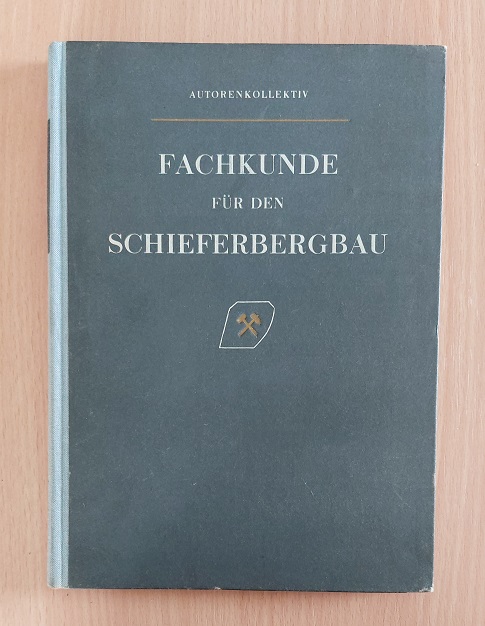 AUTORENKOLLEKTIV
FACHKUNDE
FÜR DEN
SCHIEFERBERGBAU